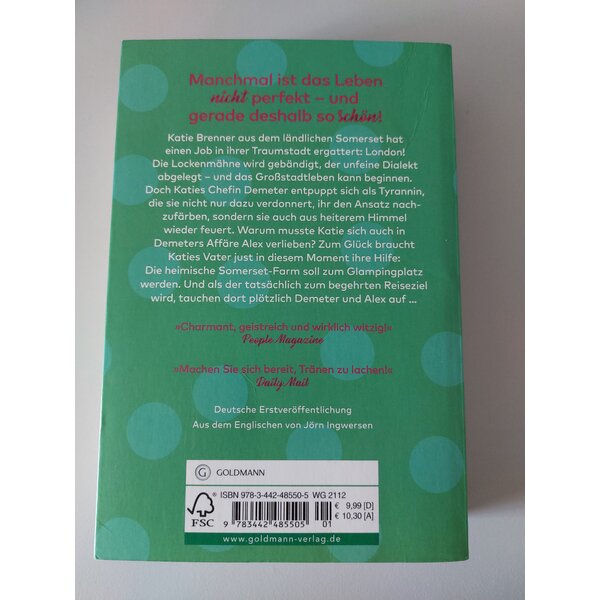 Manchmal ist das Leben
nicht perfekt – und
gerade deshalb so schön!
Katie Brenner aus dem ländlichen Somerset hat
einen Job in ihrer Traumstadt ergattert: London!
Die Lockenmähne wird gebändigt, der unfeine Dialekt
abgelegt – und das Großstadtleben kann beginnen.
Doch Katies Chefin Demeter entpuppt sich als Tyrannin,
die sie nicht nur dazu verdonnert, ihr den Ansatz nach-
zufärben, sondern sie auch aus heiterem Himmel
wieder feuert. Warum musste Katie sich auch in
Demeters Affäre Alex verlieben? Zum Glück braucht
Katies Vater just in diesem Moment ihre Hilfe:
Die heimische Somerset-Farm soll zum Glampingplatz
werden. Und als der tatsächlich zum begehrten Reiseziel
wird, tauchen dort plötzlich Demeter und Alex auf ...
»Charmant, geistreich und wirklich witzig!«
People Magazine
»Machen Sie sich bereit, Tränen zu lachen!«
Daily Mail
Deutsche Erstveröffentlichung
Aus dem Englischen von Jörn Ingwersen
G GOLDMANN
ISBN 978-3-442-48550-5 WG 2112
€ 9,99 [D]
€ 10,30 [A]
FSC
9 783442 485505 01
www.goldmann-verlag.de